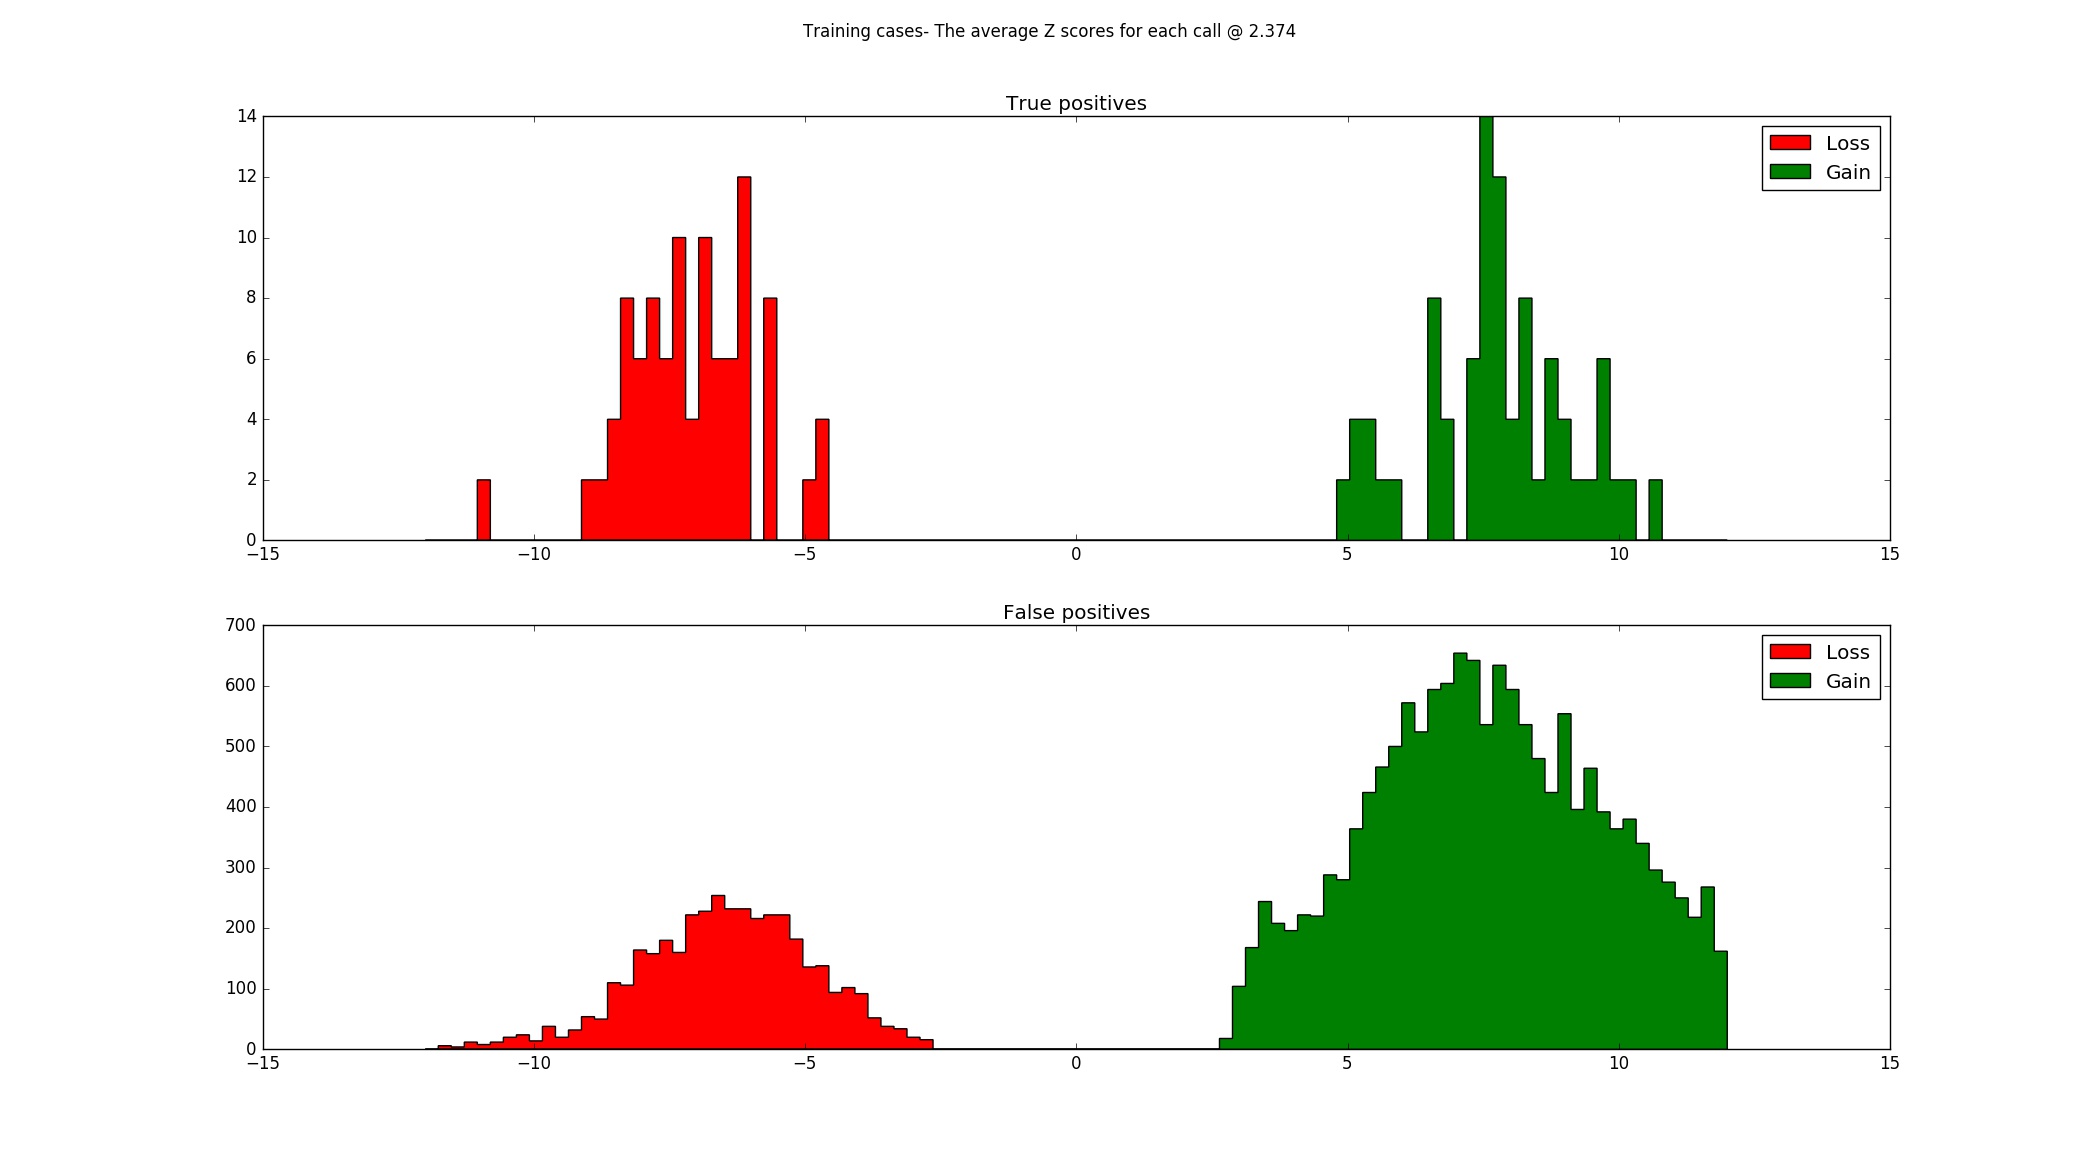 Training cases- The average Z scores for each call @ 2.374
True positives
14
12
10
8
6
4
2
0
Loss
Gain
−15 −10 −5 0 5 10 15
False positives
700
600
500
400
300
200
100
0
Loss
Gain
−15 −10 −5 0 5 10 15